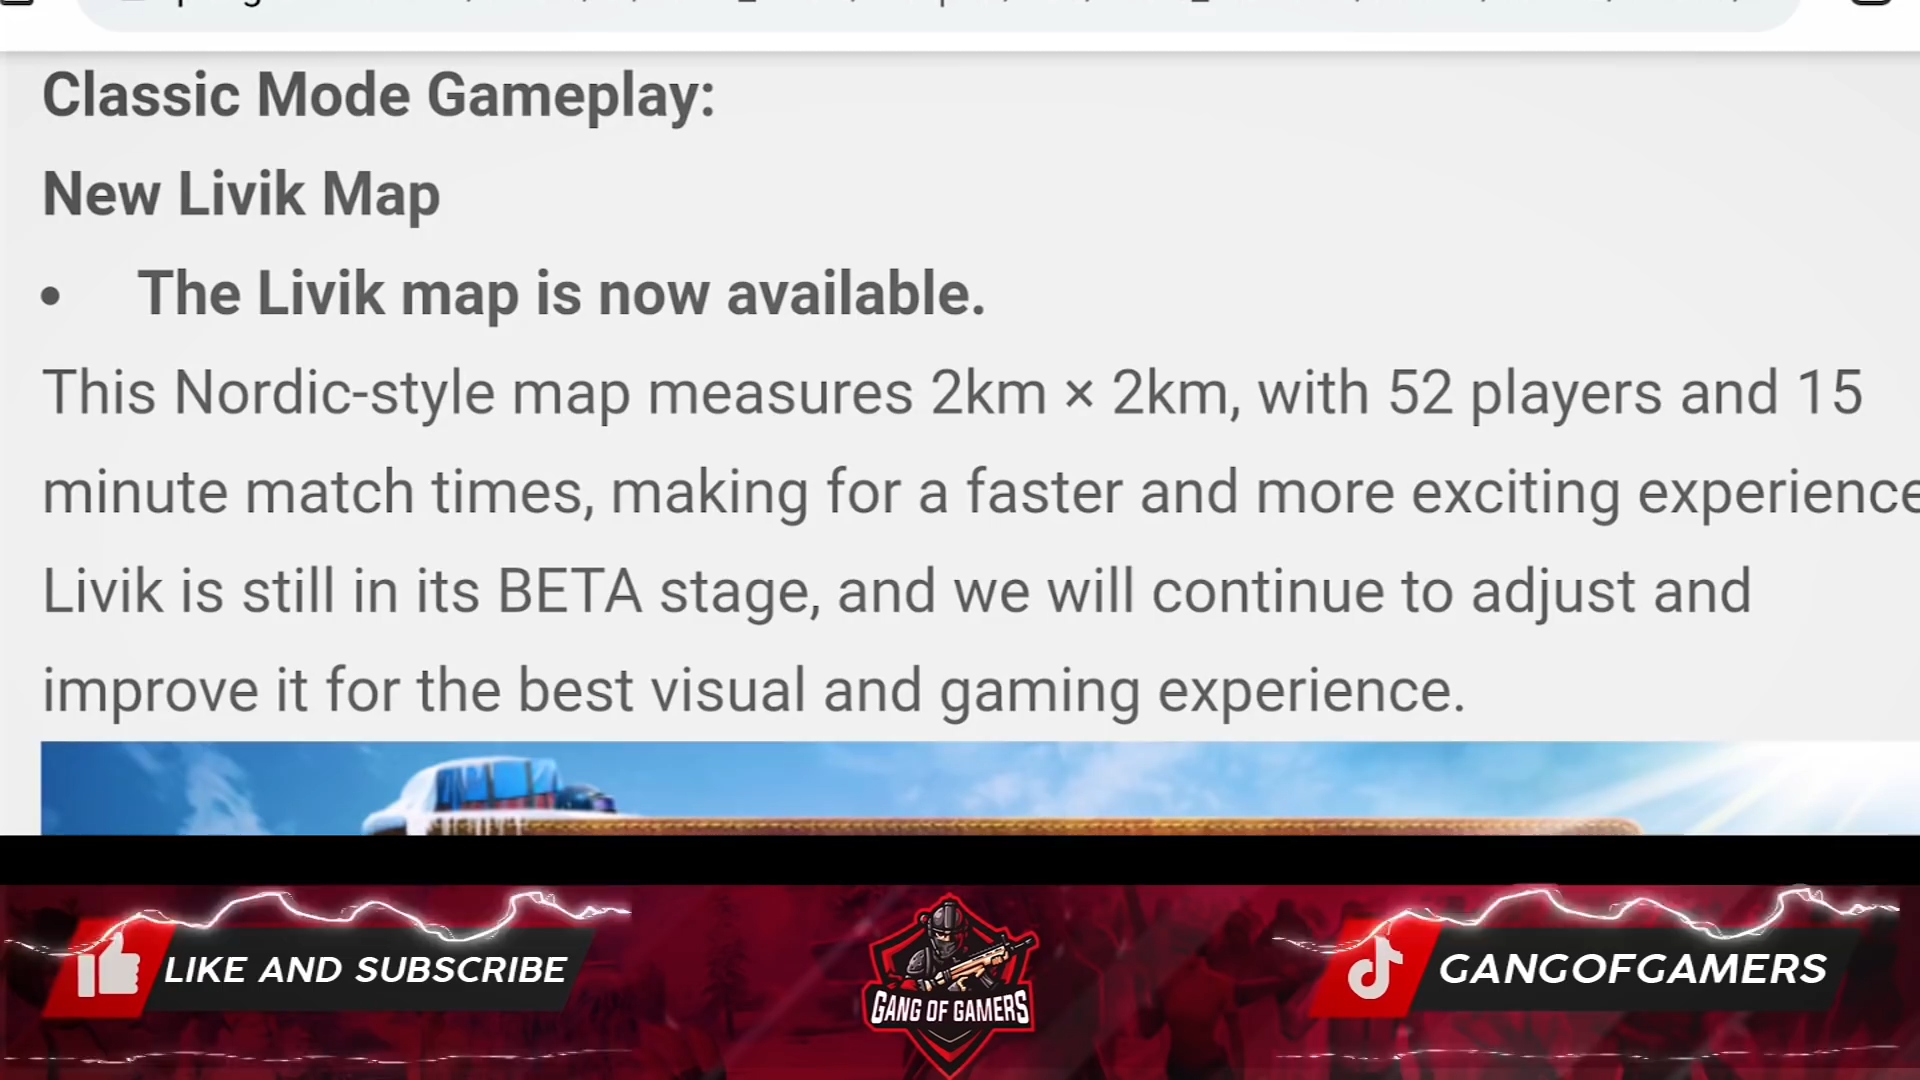 Classic Mode Gameplay:
New Livik Map
• The Livik map is now available.
This Nordic-style map measures 2km × 2km, with 52 players and 15
minute match times, making for a faster and more exciting experience
Livik is still in its BETA stage, and we will continue to adjust and
improve it for the best visual and gaming experience.
LIKE AND SUBSCRIBE
GANG OF GAMERS
GANGOFGAMERS